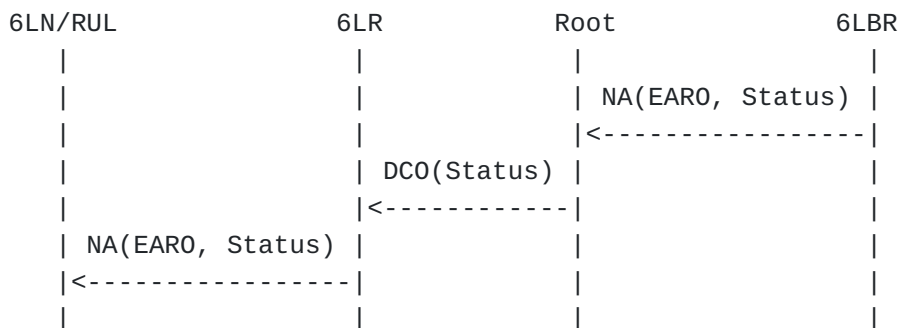 6LN/RUL 6LR Root 6LBR
NA(EARO, Status)
DCO(Status)
NA(EARO, Status)